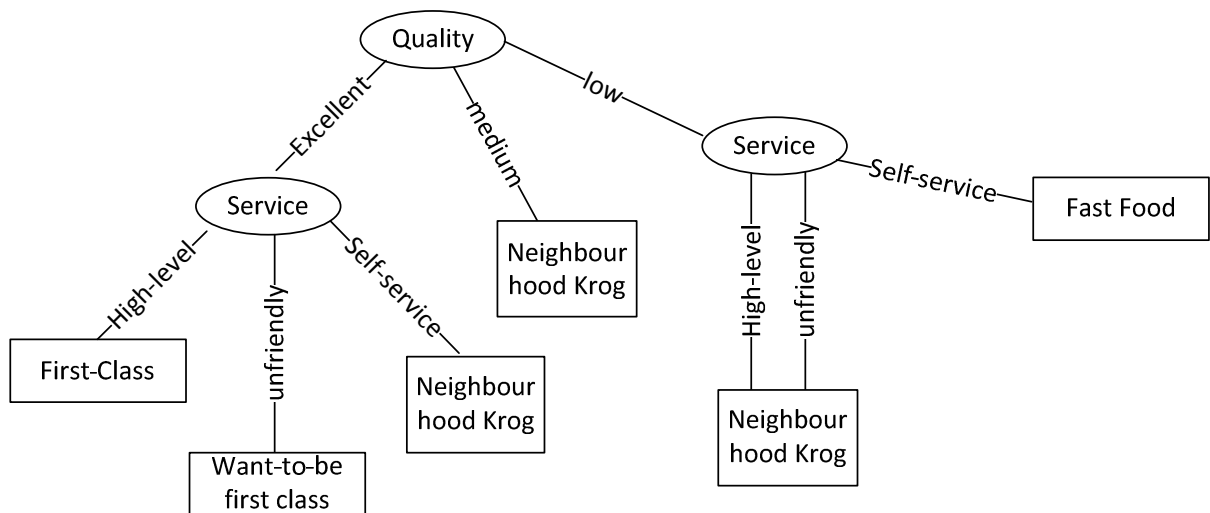 Quality
Excellent
medium
low
Service
Self-service
Fast Food
Service
High-level
unfriendly
Self-service
Neighbour
hood Krog
High-level
unfriendly
First-Class
Neighbour
hood Krog
Neighbour
hood Krog
Want-to-be
first class